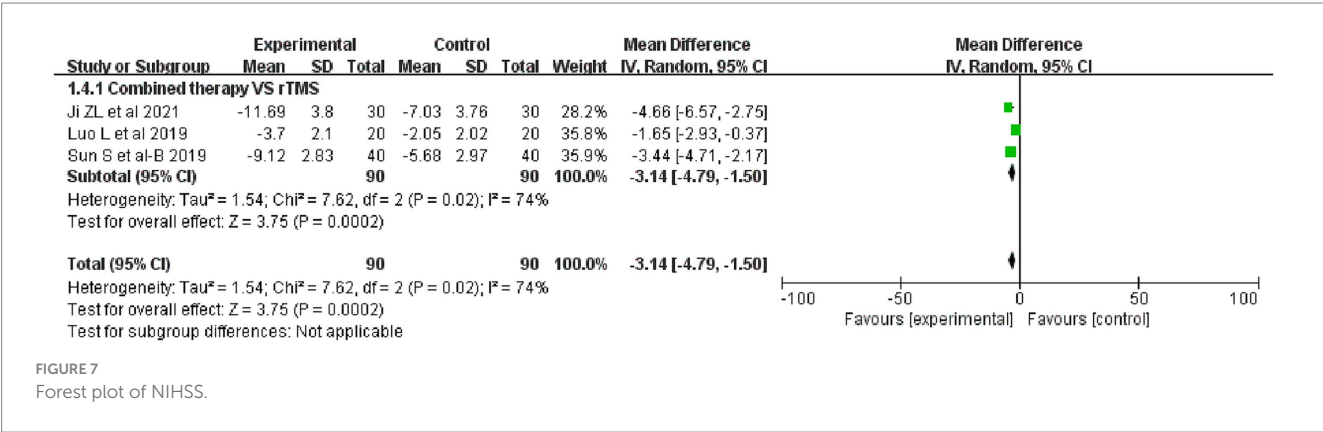 Experimental Control Mean Difference Mean Difference
Study or Subgroup Mean SD Total Mean SD Total Weight IV, Random, 95% CI IV, Random, 95% CI
1.4.1 Combined therapy VS rTMS
Ji ZL et al 2021 -11.69 3.8 30 -7.03 3.76 30 28.2% -4.66 [-6.57, -2.75]
Luo L et al 2019 -3.7 2.1 20 -2.05 2.02 20 35.8% -1.65 [-2.93, -0.37]
Sun S et al-B 2019 -9.12 2.83 40 -5.68 2.97 40 35.9% -3.44 [-4.71, -2.17]
Subtotal (95% CI) 90 90 100.0% -3.14 [-4.79, -1.50]
Heterogeneity: Tau² = 1.54; Chi² = 7.62, df = 2 (P = 0.02); I² = 74%
Test for overall effect: Z = 3.75 (P = 0.0002)
Total (95% CI) 90 90 100.0% -3.14 [-4.79, -1.50]
Heterogeneity: Tau² = 1.54; Chi² = 7.62, df = 2 (P = 0.02); I² = 74%
Test for overall effect: Z = 3.75 (P = 0.0002)
Test for subgroup differences: Not applicable
-100 -50 0 50 100
Favours [experimental] Favours [control]
FIGURE 7
Forest plot of NIHSS.